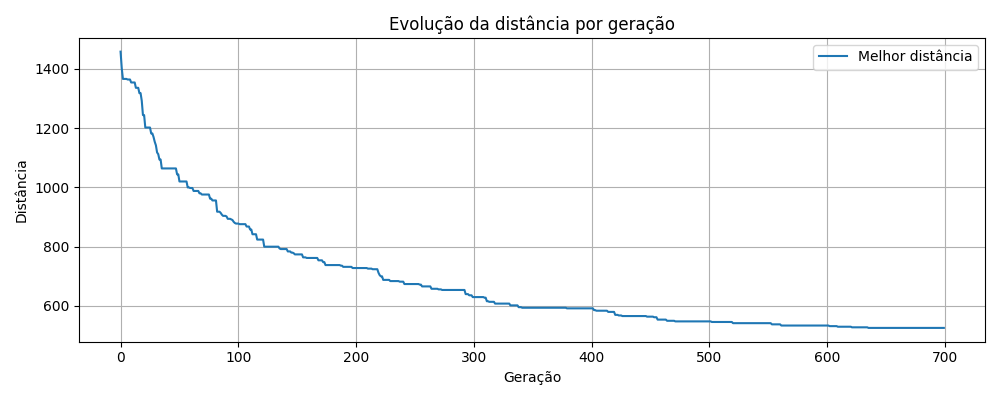 Evolução da distância por geração
Melhor distância
Distância
1400
1200
1000
800
600
0 100 200 300 400 500 600 700
Geração